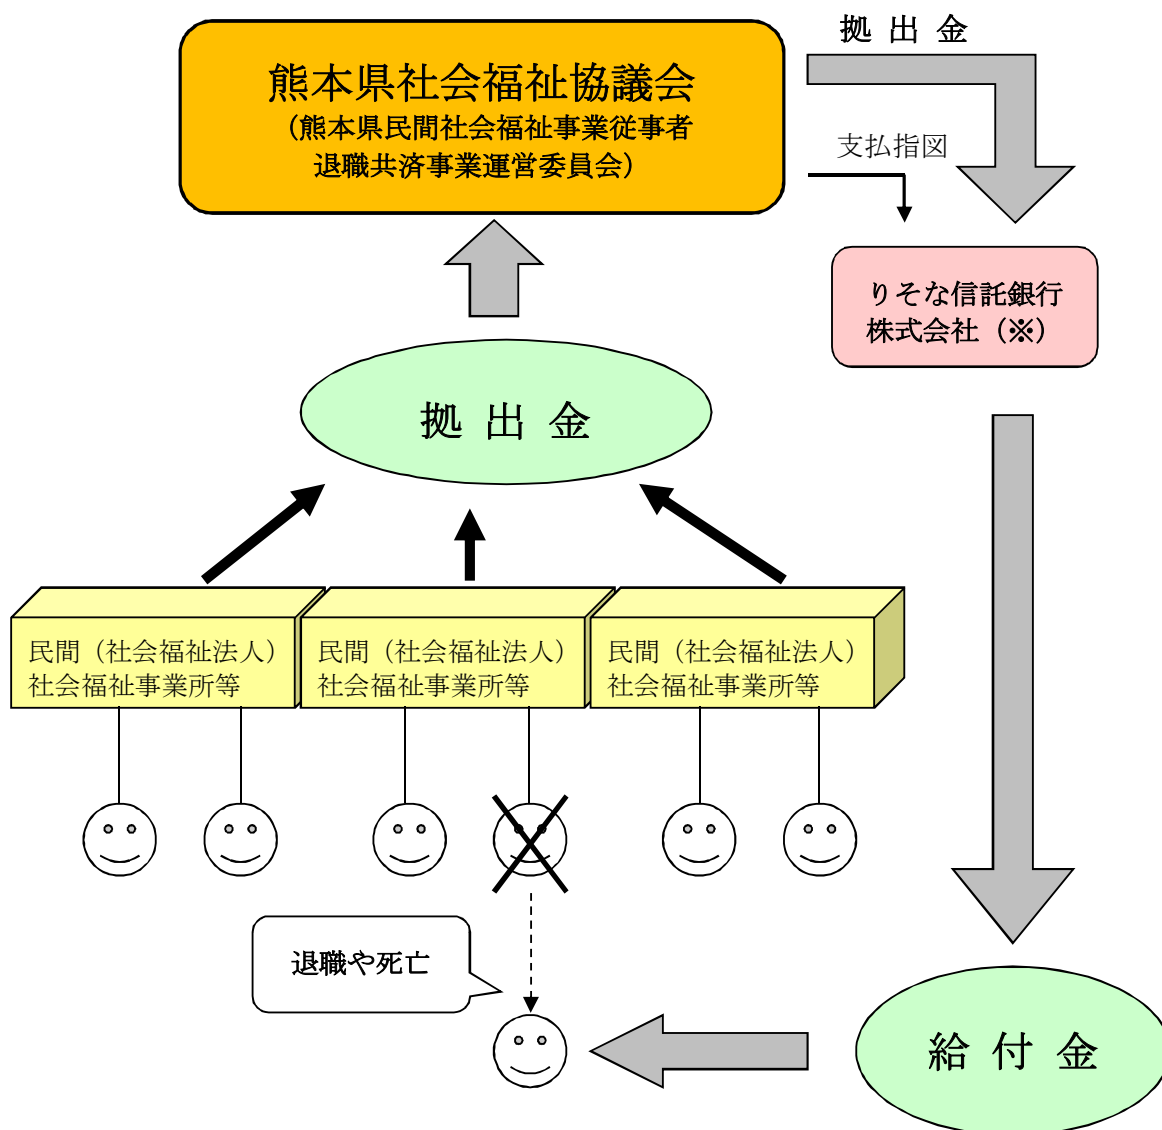 熊本県社会福祉協議会
（熊本県民間社会福祉事業従事者
退職共済事業運営委員会）
拠出金
支払指図
りそな信託銀行
株式会社（※）
拠出金
民間（社会福祉法人）
社会福祉事業所等
民間（社会福祉法人）
社会福祉事業所等
民間（社会福祉法人）
社会福祉事業所等
退職や死亡
給付金